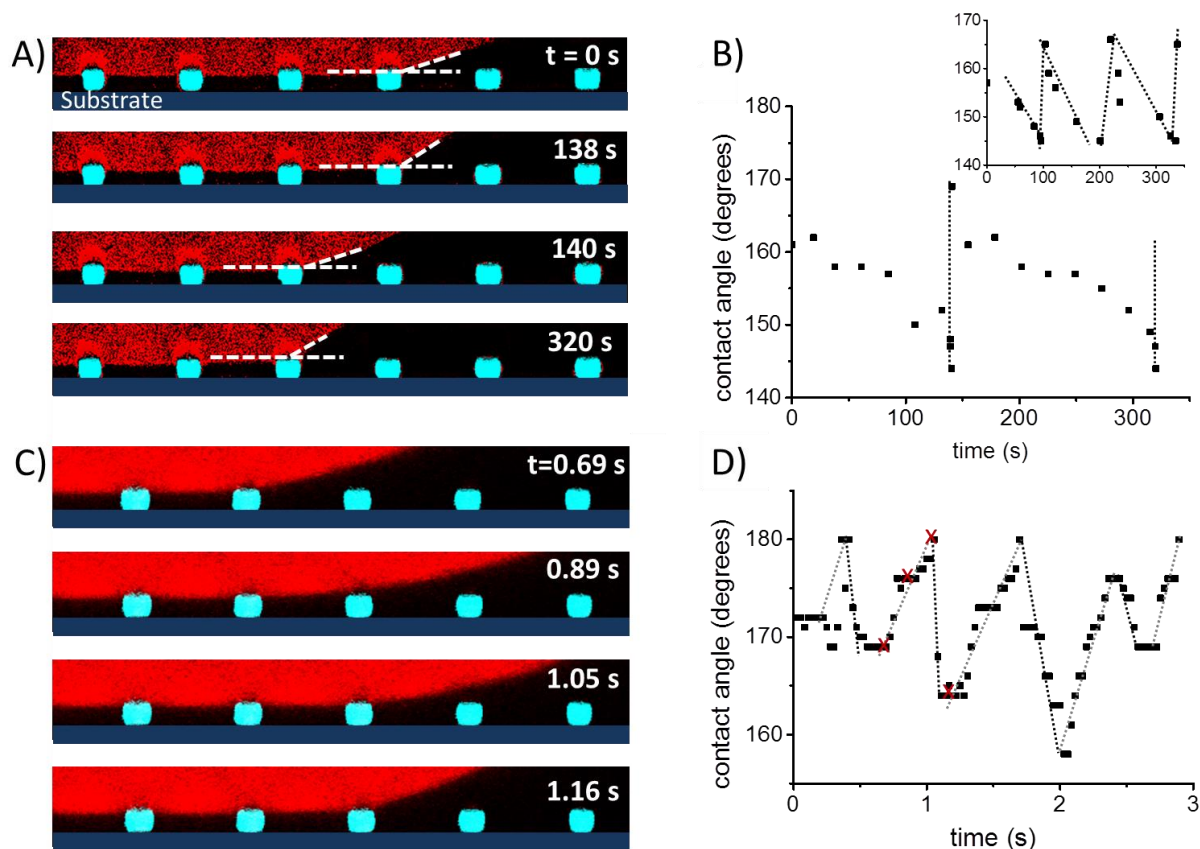 A)
t = 0 s
Substrate
138 s
140 s
320 s
B)
170
160
150
140
0 100 200 300
180
170
160
150
140
contact angle (degrees)
0 100 200 300
time (s)
C)
t=0.69 s
0.89 s
1.05 s
1.16 s
D)
180
170
160
contact angle (degrees)
X
X
X
X
0 1 2 3
time (s)